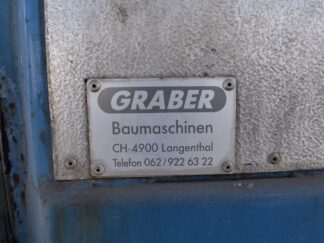 GRABER
Baumaschinen
CH-4900 Langenthal
Telefon 062/922 63 22